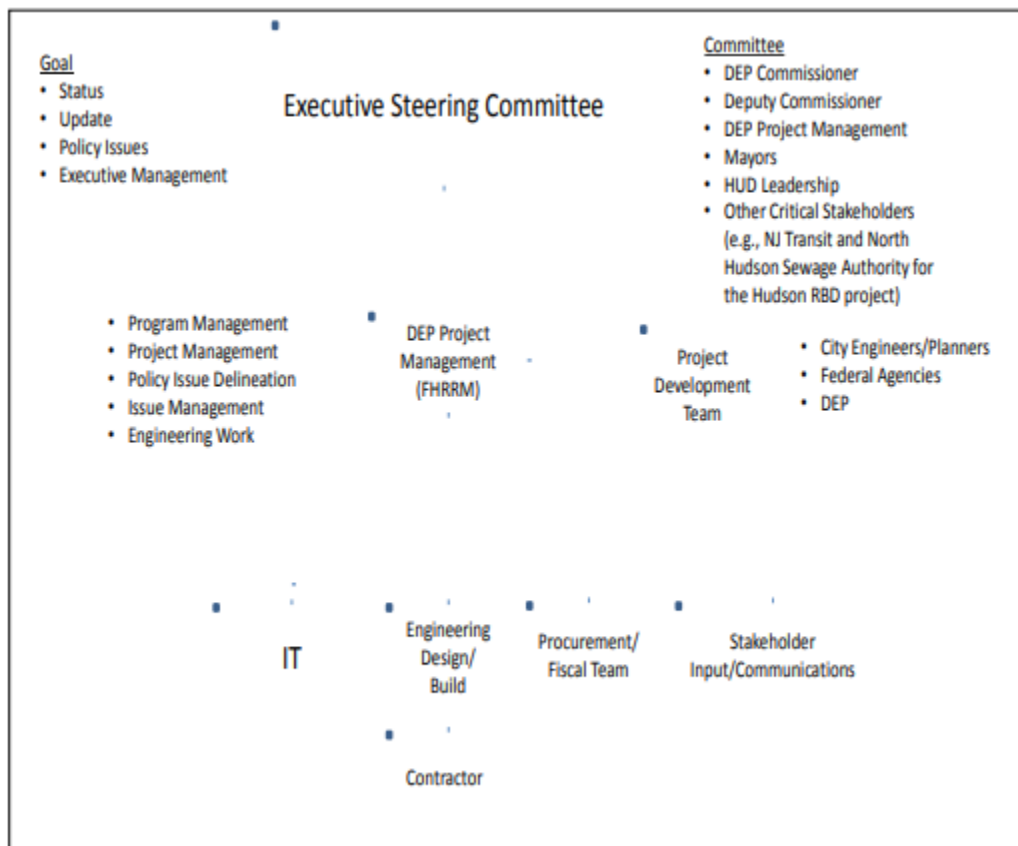 Goal
• Status
• Update
• Policy Issues
• Executive Management
Executive Steering Committee
Committee
• DEP Commissioner
• Deputy Commissioner
• DEP Project Management
• Mayors
• HUD Leadership
• Other Critical Stakeholders
(e.g., NJ Transit and North
Hudson Sewage Authority for
the Hudson RBD project)
• Program Management
• Project Management
• Policy Issue Delineation
• Issue Management
• Engineering Work
DEP Project
Management
(FHRRM)
Project
Development
Team
• City Engineers/Planners
• Federal Agencies
• DEP
IT
Engineering
Design/
Build
Procurement/
Fiscal Team
Stakeholder
Input/Communications
Contractor